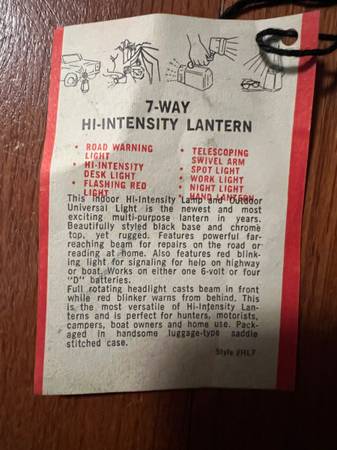 7-WAY
HI-INTENSITY LANTERN
• ROAD WARNING
LIGHT
• HI-INTENSITY
DESK LIGHT
• FLASHING RED
LIGHT
• TELESCOPING
SWIVEL ARM
• SPOT LIGHT
• WORK LIGHT
• NIGHT LIGHT
• HAND LANTERN
This Indoor Hi-Intensity Lamp and Outdoor
Universal Light is the newest and most
exciting multi-purpose lantern in years.
Beautifully styled black base and chrome
top, yet rugged. Features powerful far-
reaching beam for repairs on the road or
reading at home. Also features red blink-
ing light for signaling for help on highway
or boat. Works on either one 6-volt or four
"D" batteries.
Full rotating headlight casts beam in front
while red blinker warns from behind. This
is the most versatile of Hi-Intensity Lan-
terns and is perfect for hunters, motorists,
campers, boat owners and home use. Pack-
aged in handsome luggage-type saddle
stitched case.
Style #HL7